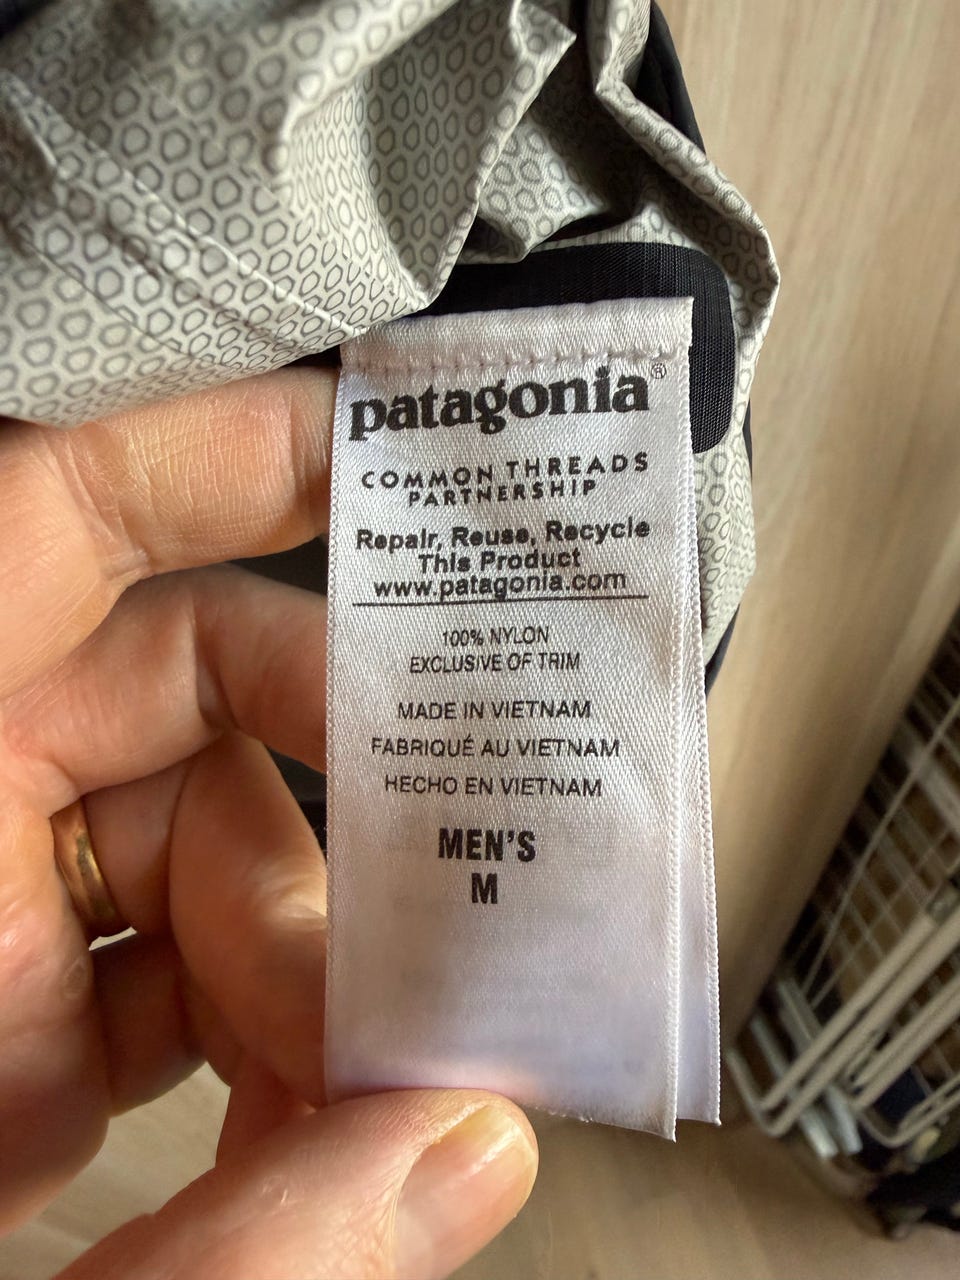 patagonia®
COMMON THREADS
PARTNERSHIP
Repair, Reuse, Recycle
This Product
www.patagonia.com
100% NYLON
EXCLUSIVE OF TRIM
MADE IN VIETNAM
FABRIQUÉ AU VIETNAM
HECHO EN VIETNAM
MEN'S
M